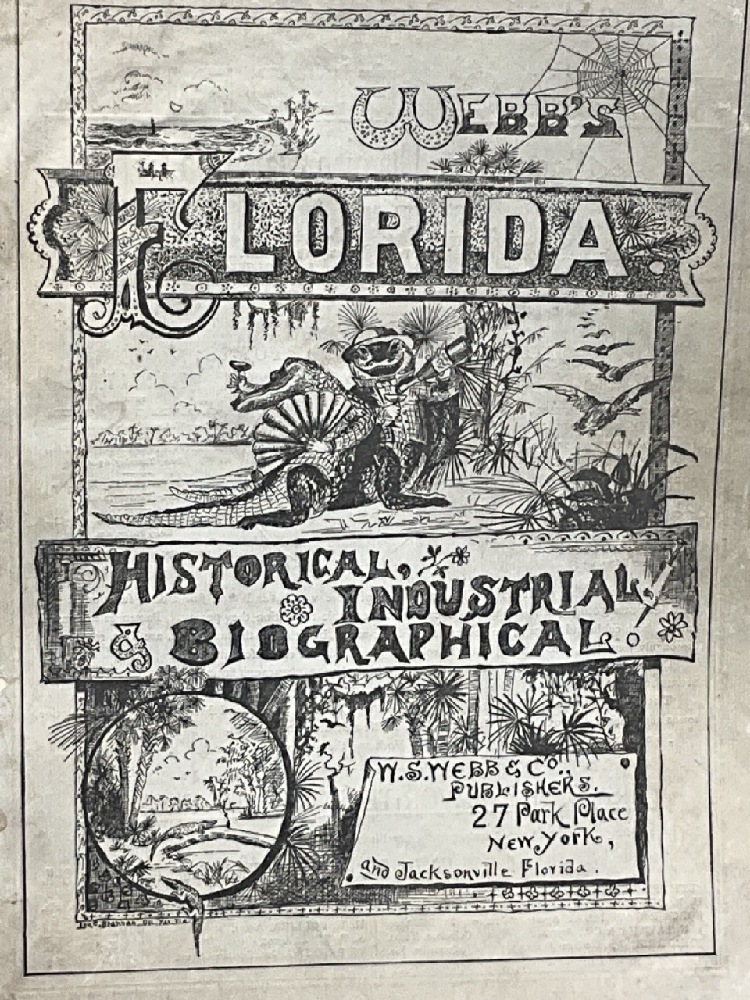 WEBB'S
FLORIDA.
HISTORICAL,
INDUSTRIAL
& BIOGRAPHICAL.
W. S. WEBB & Co.
PUBLISHERS.
27 Park Place
New York,
and Jacksonville Florida.